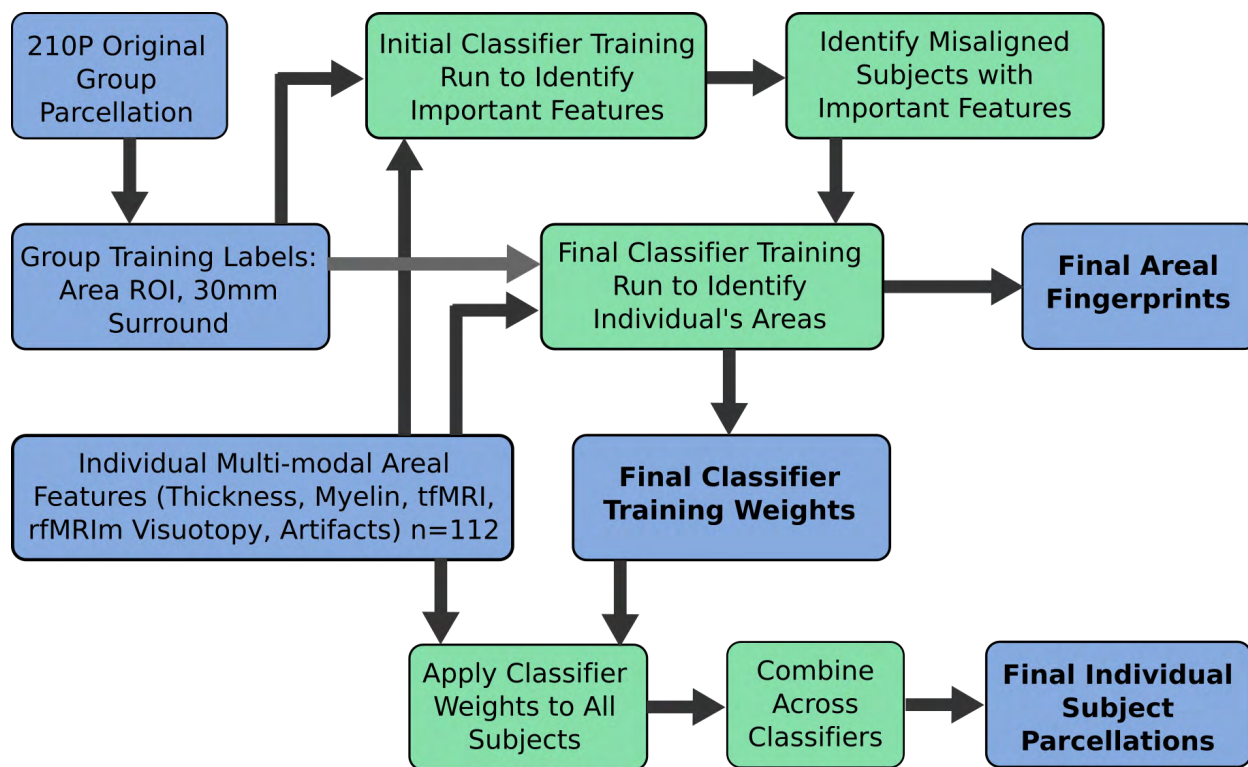 210P Original
Group
Parcellation
Initial Classifier Training
Run to Identify
Important Features
Identify Misaligned
Subjects with
Important Features
Group Training Labels:
Area ROI, 30mm
Surround
Final Classifier Training
Run to Identify
Individual's Areas
Final Areal
Fingerprints
Individual Multi-modal Areal
Features (Thickness, Myelin, tfMRI,
rfMRIm Visuotopy, Artifacts) n=112
Final Classifier
Training Weights
Apply Classifier
Weights to All
Subjects
Combine
Across
Classifiers
Final Individual
Subject
Parcellations